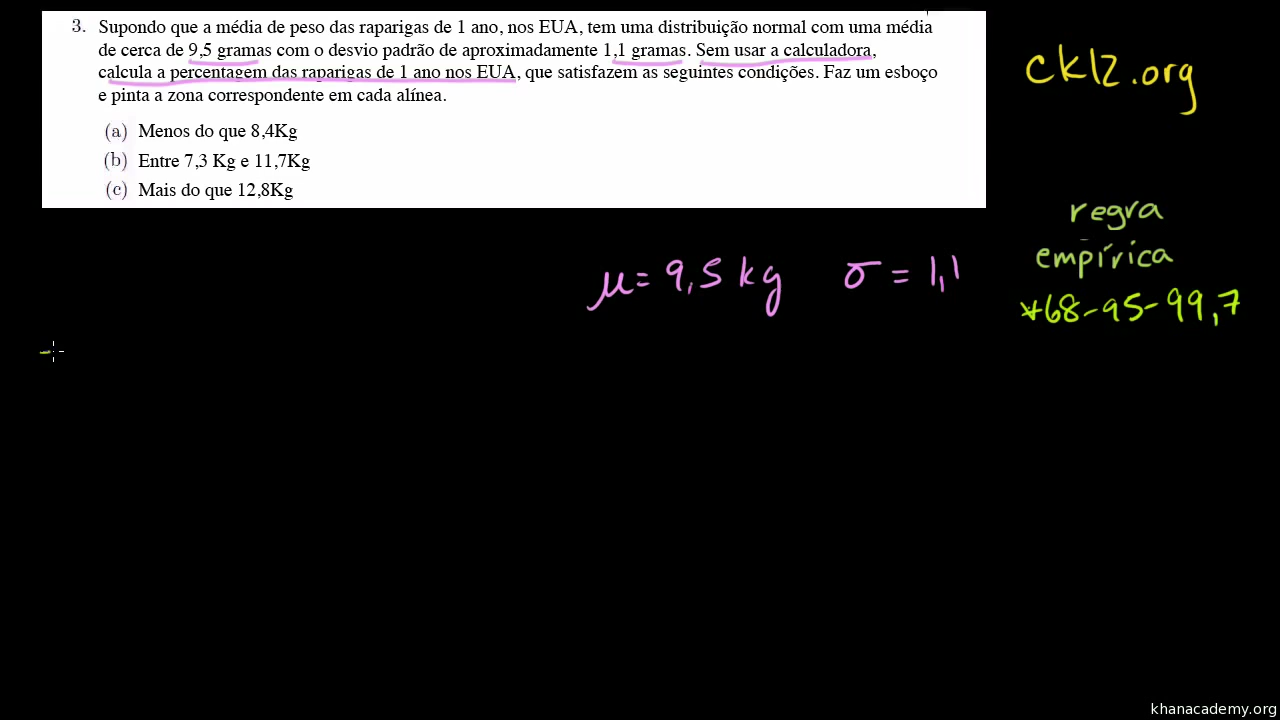 3. Supondo que a média de peso das raparigas de 1 ano, nos EUA, tem uma distribuição normal com uma média
de cerca de 9,5 gramas com o desvio padrão de aproximadamente 1,1 gramas. Sem usar a calculadora,
calcula a percentagem das raparigas de 1 ano nos EUA, que satisfazem as seguintes condições. Faz um esboço
e pinta a zona correspondente em cada alínea.
(a) Menos do que 8,4Kg
(b) Entre 7,3 Kg e 11,7Kg
(c) Mais do que 12,8Kg
ck12.org
regra
empírica
*68-95-99,7
μ = 9,5 kg σ = 1,1
khanacademy.org